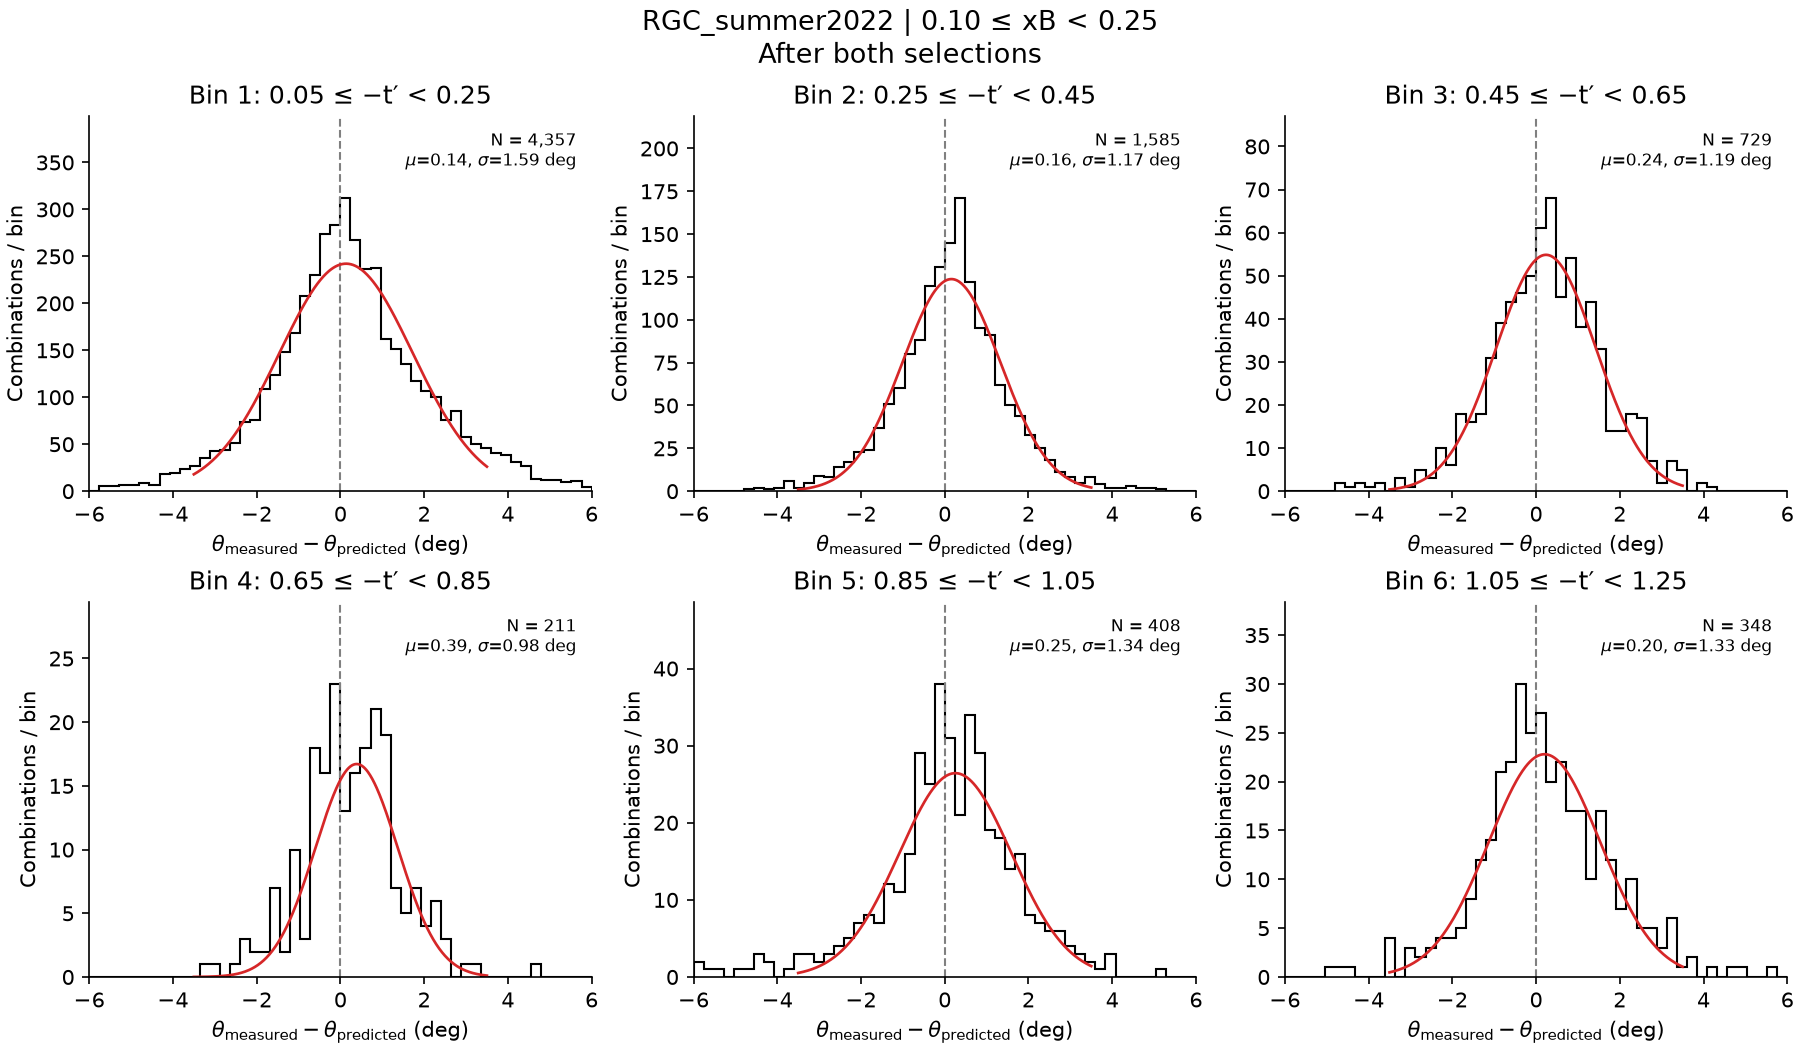 RGC_summer2022 | 0.10 ≤ xB < 0.25
After both selections
Bin 1: 0.05 ≤ −t′ < 0.25
N = 4,357
μ=0.14, σ=1.59 deg
Combinations / bin
350
300
250
200
150
100
50
0
−6 −4 −2 0 2 4 6
θmeasured − θpredicted (deg)
Bin 2: 0.25 ≤ −t′ < 0.45
N = 1,585
μ=0.16, σ=1.17 deg
Combinations / bin
200
175
150
125
100
75
50
25
0
−6 −4 −2 0 2 4 6
θmeasured − θpredicted (deg)
Bin 3: 0.45 ≤ −t′ < 0.65
N = 729
μ=0.24, σ=1.19 deg
Combinations / bin
80
70
60
50
40
30
20
10
0
−6 −4 −2 0 2 4 6
θmeasured − θpredicted (deg)
Bin 4: 0.65 ≤ −t′ < 0.85
N = 211
μ=0.39, σ=0.98 deg
Combinations / bin
25
20
15
10
5
0
−6 −4 −2 0 2 4 6
θmeasured − θpredicted (deg)
Bin 5: 0.85 ≤ −t′ < 1.05
N = 408
μ=0.25, σ=1.34 deg
Combinations / bin
40
30
20
10
0
−6 −4 −2 0 2 4 6
θmeasured − θpredicted (deg)
Bin 6: 1.05 ≤ −t′ < 1.25
N = 348
μ=0.20, σ=1.33 deg
Combinations / bin
35
30
25
20
15
10
5
0
−6 −4 −2 0 2 4 6
θmeasured − θpredicted (deg)